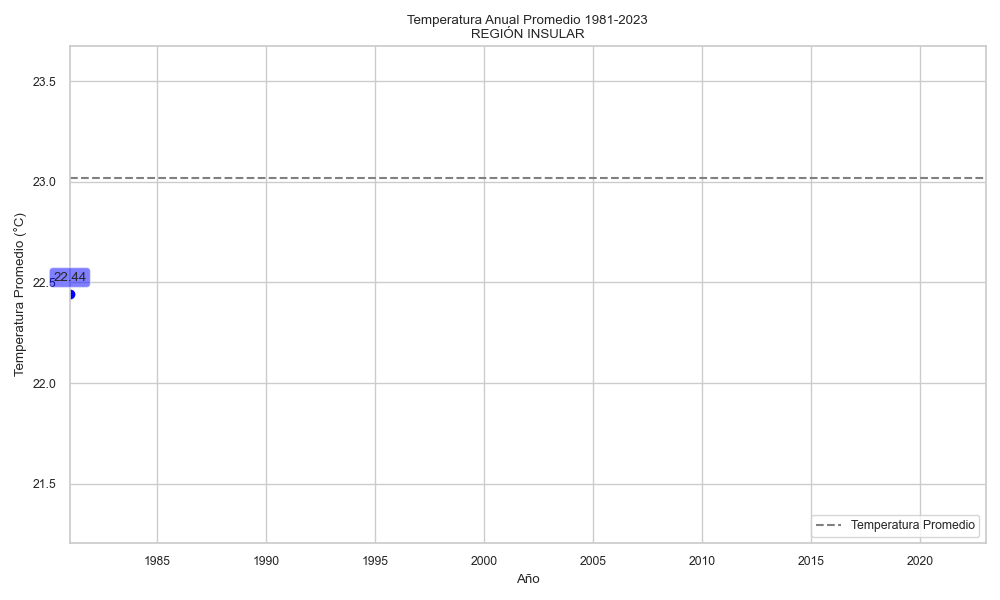 Temperatura Anual Promedio 1981-2023
REGIÓN INSULAR
Temperatura Promedio (°C)
23.5
23.0
22.5
22.0
21.5
22.44
Temperatura Promedio
1985
1990
1995
2000
2005
2010
2015
2020
Año